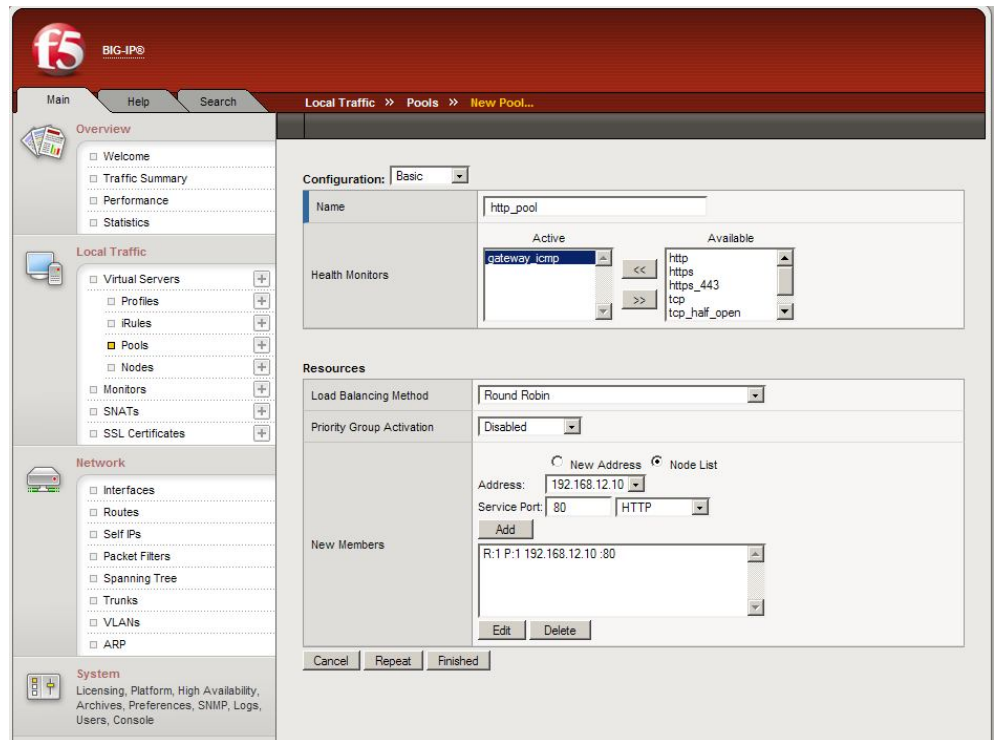 f5
BIG-IP®
Main
Help
Search
Local Traffic » Pools » New Pool...
Overview
Welcome
Traffic Summary
Performance
Statistics
Local Traffic
Virtual Servers
Profiles
iRules
Pools
Nodes
Monitors
SNATs
SSL Certificates
Network
Interfaces
Routes
Self IPs
Packet Filters
Spanning Tree
Trunks
VLANs
ARP
System
Licensing, Platform, High Availability,
Archives, Preferences, SNMP, Logs,
Users, Console
Configuration: Basic
Name http_pool
Health Monitors
Active
gateway_icmp
<<
>>
Available
http
https
https_443
tcp
tcp_half_open
Resources
Load Balancing Method Round Robin
Priority Group Activation Disabled
New Members
New Address Node List
Address: 192.168.12.10
Service Port: 80 HTTP
Add
R:1 P:1 192.168.12.10 :80
Edit Delete
Cancel Repeat Finished